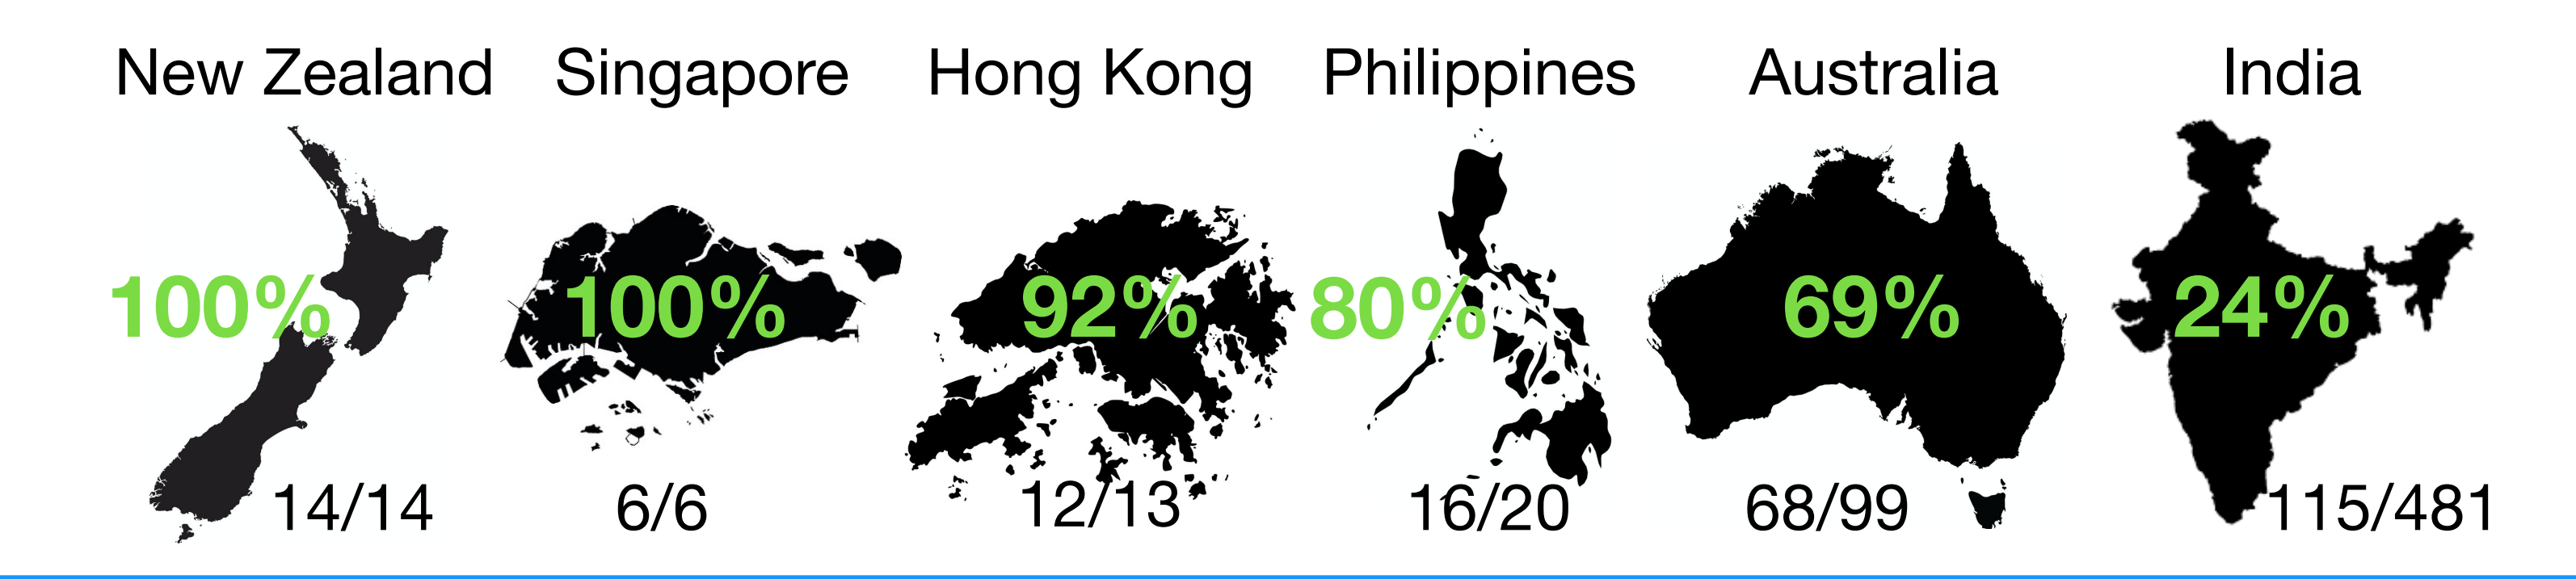 New Zealand Singapore Hong Kong Philippines Australia India
100% 100% 92% 80% 69% 24%
14/14 6/6 12/13 16/20 68/99 115/481